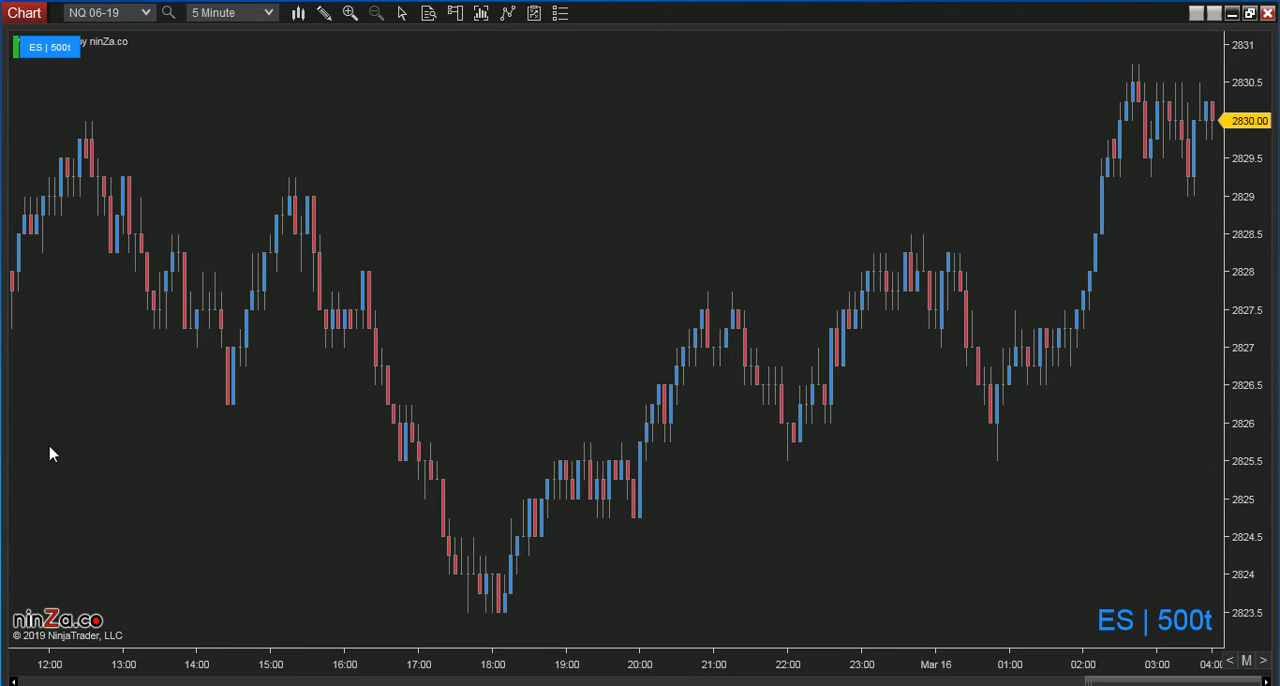 Chart NQ 06-19 5 Minute
ES | 500t
by ninZa.co
2831
2830.5
2830.00
2829.5
2829
2828.5
2828
2827.5
2827
2826.5
2826
2825.5
2825
2824.5
2824
2823.5
ninZa.co
© 2019 NinjaTrader, LLC
ES | 500t
12:00 13:00 14:00 15:00 16:00 17:00 18:00 19:00 20:00 21:00 22:00 23:00 Mar 16 01:00 02:00 03:00 04:00 < M >